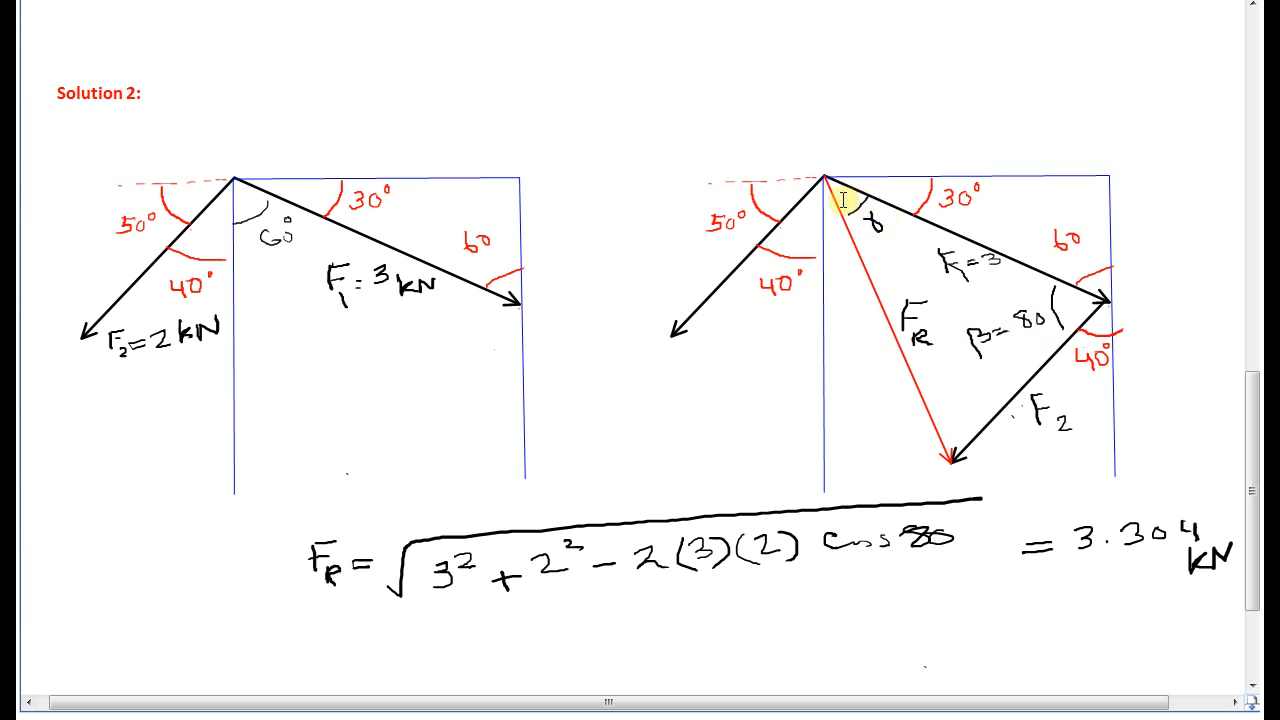 Solution 2:
50°
30°
60°
60
40°
F1 = 3 kN
F2 = 2 kN
50°
30°
γ
60
40°
F1 = 3
FR
β = 80
40°
F2
FR = √3² + 2² − 2(3)(2) cos 80 = 3.304 kN